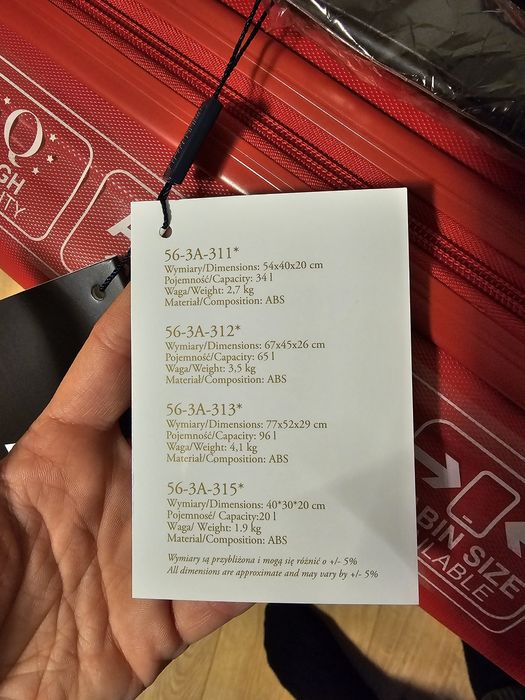 Q
GH
ITY
56-3A-311*
Wymiary/Dimensions: 54x40x20 cm
Pojemność/Capacity: 34 l
Waga/Weight: 2,7 kg
Materiał/Composition: ABS
56-3A-312*
Wymiary/Dimensions: 67x45x26 cm
Pojemność/Capacity: 65 l
Waga/Weight: 3,5 kg
Materiał/Composition: ABS
56-3A-313*
Wymiary/Dimensions: 77x52x29 cm
Pojemność/Capacity: 96 l
Waga/Weight: 4,1 kg
Materiał/Composition: ABS
56-3A-315*
Wymiary/Dimensions: 40*30*20 cm
Pojemność/ Capacity:20 l
Waga/ Weight: 1.9 kg
Materiał/Composition: ABS
Wymiary są przybliżona i mogą się różnić o +/- 5%
All dimensions are approximate and may vary by +/- 5%
BIN SIZE
AILABLE